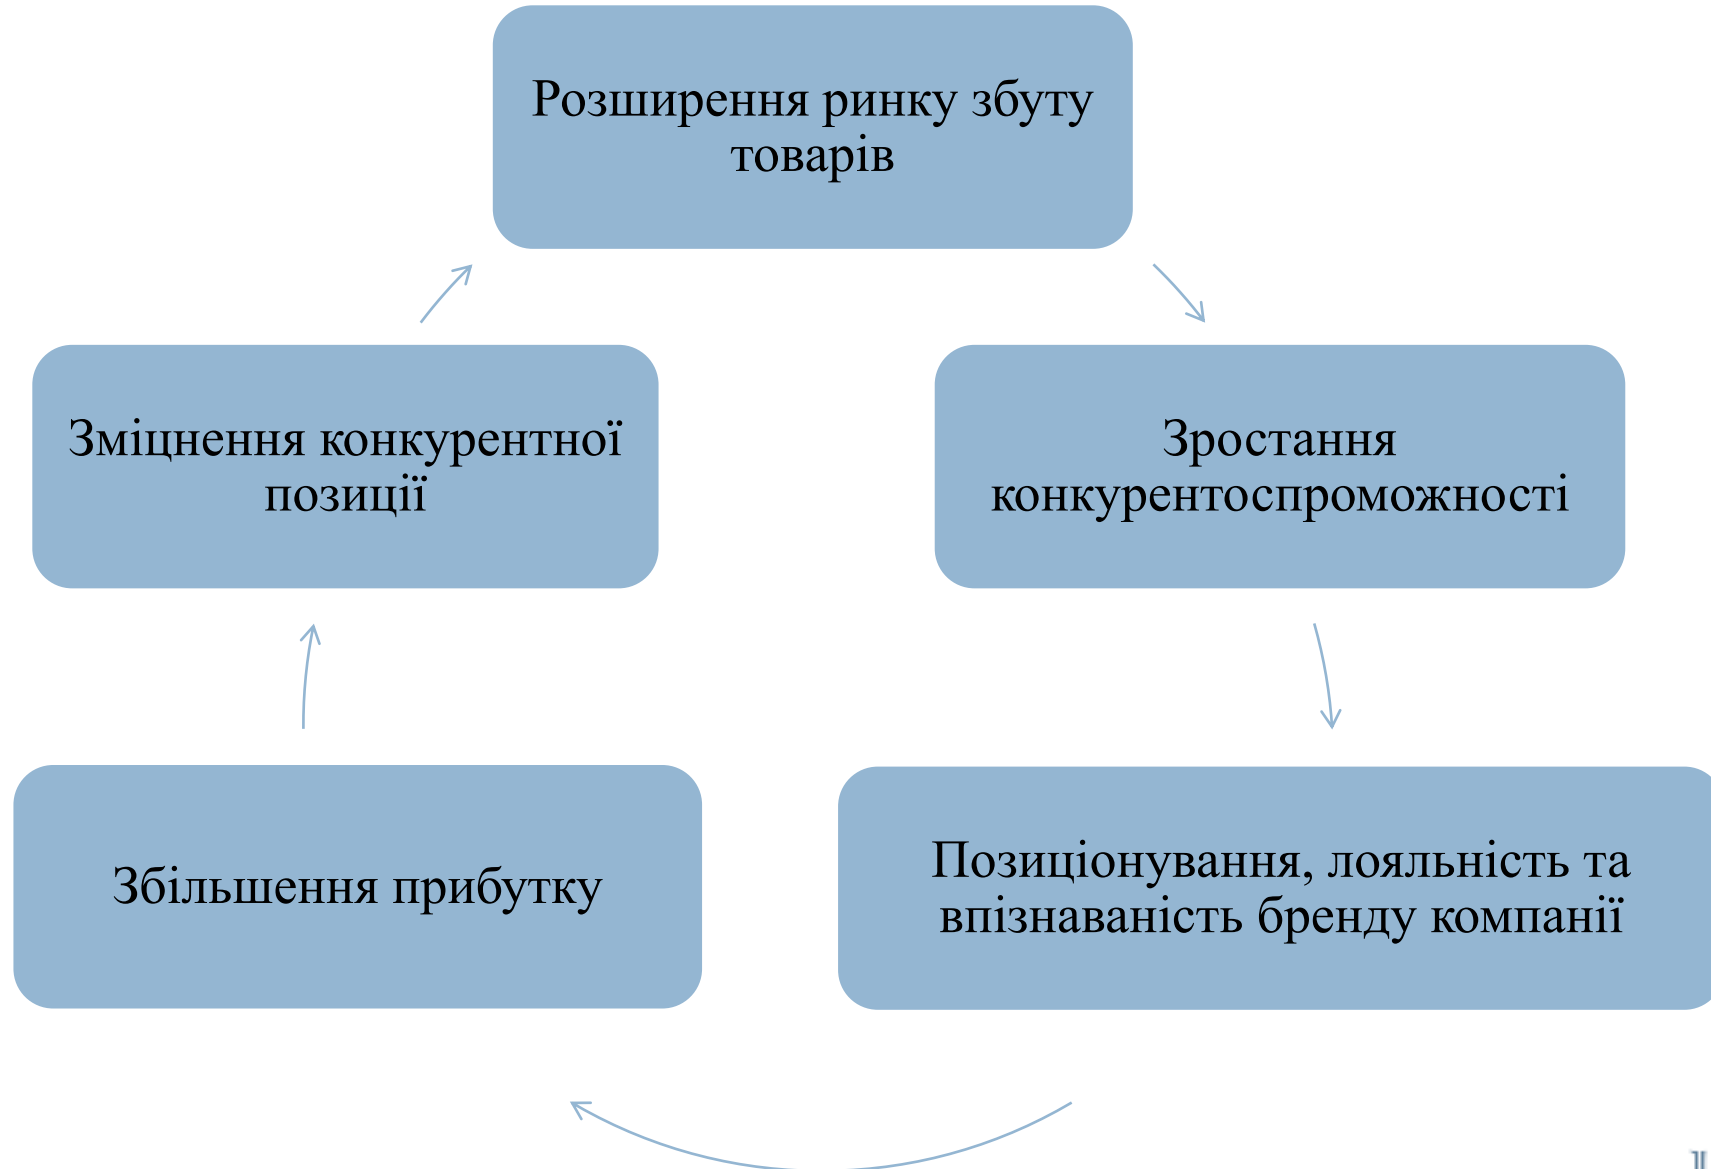 Розширення ринку збуту
товарів
Зростання
конкурентоспроможності
Позиціонування, лояльність та
впізнаваність бренду компанії
Збільшення прибутку
Зміцнення конкурентної
позиції